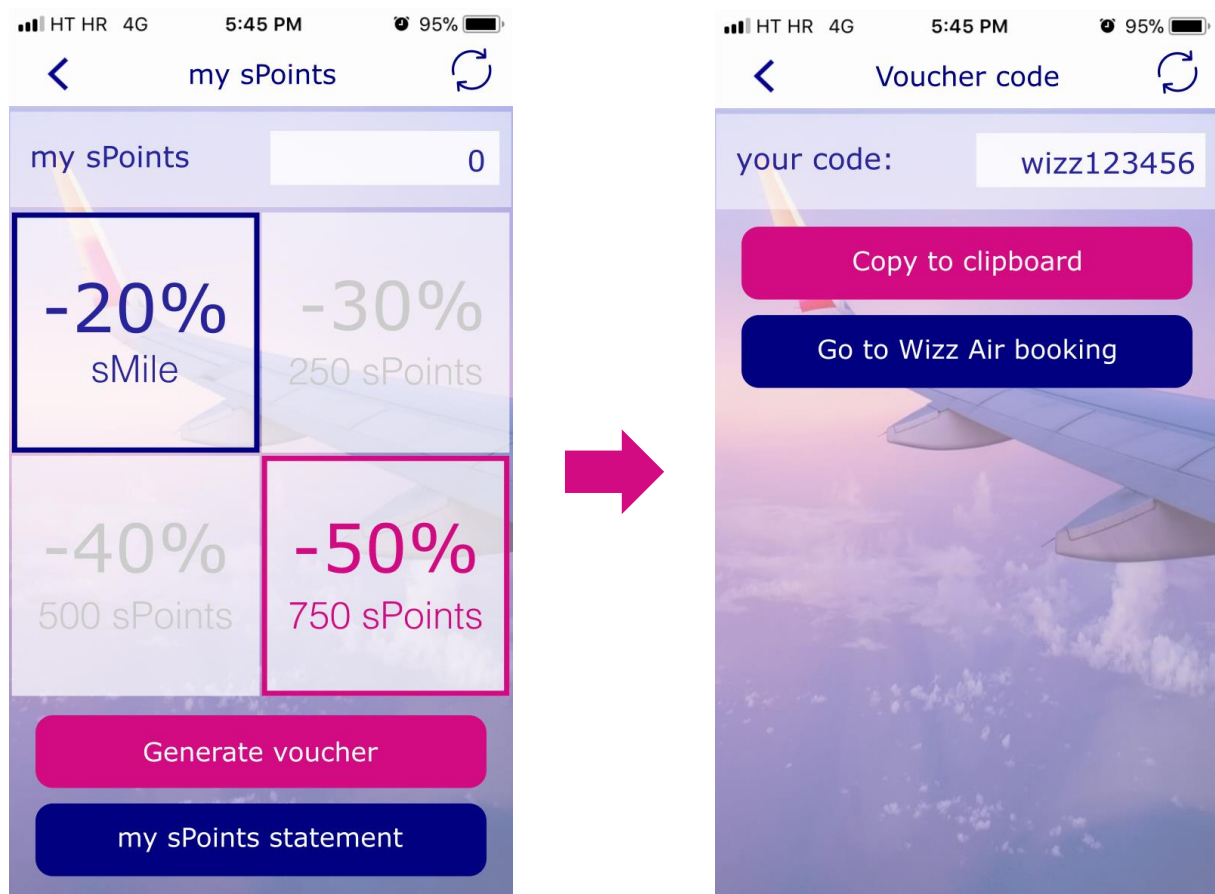 HT HR 4G 5:45 PM 95%
my sPoints
my sPoints 0
-20%
sMile
-30%
250 sPoints
-40%
500 sPoints
-50%
750 sPoints
Generate voucher
my sPoints statement
HT HR 4G 5:45 PM 95%
Voucher code
your code: wizz123456
Copy to clipboard
Go to Wizz Air booking